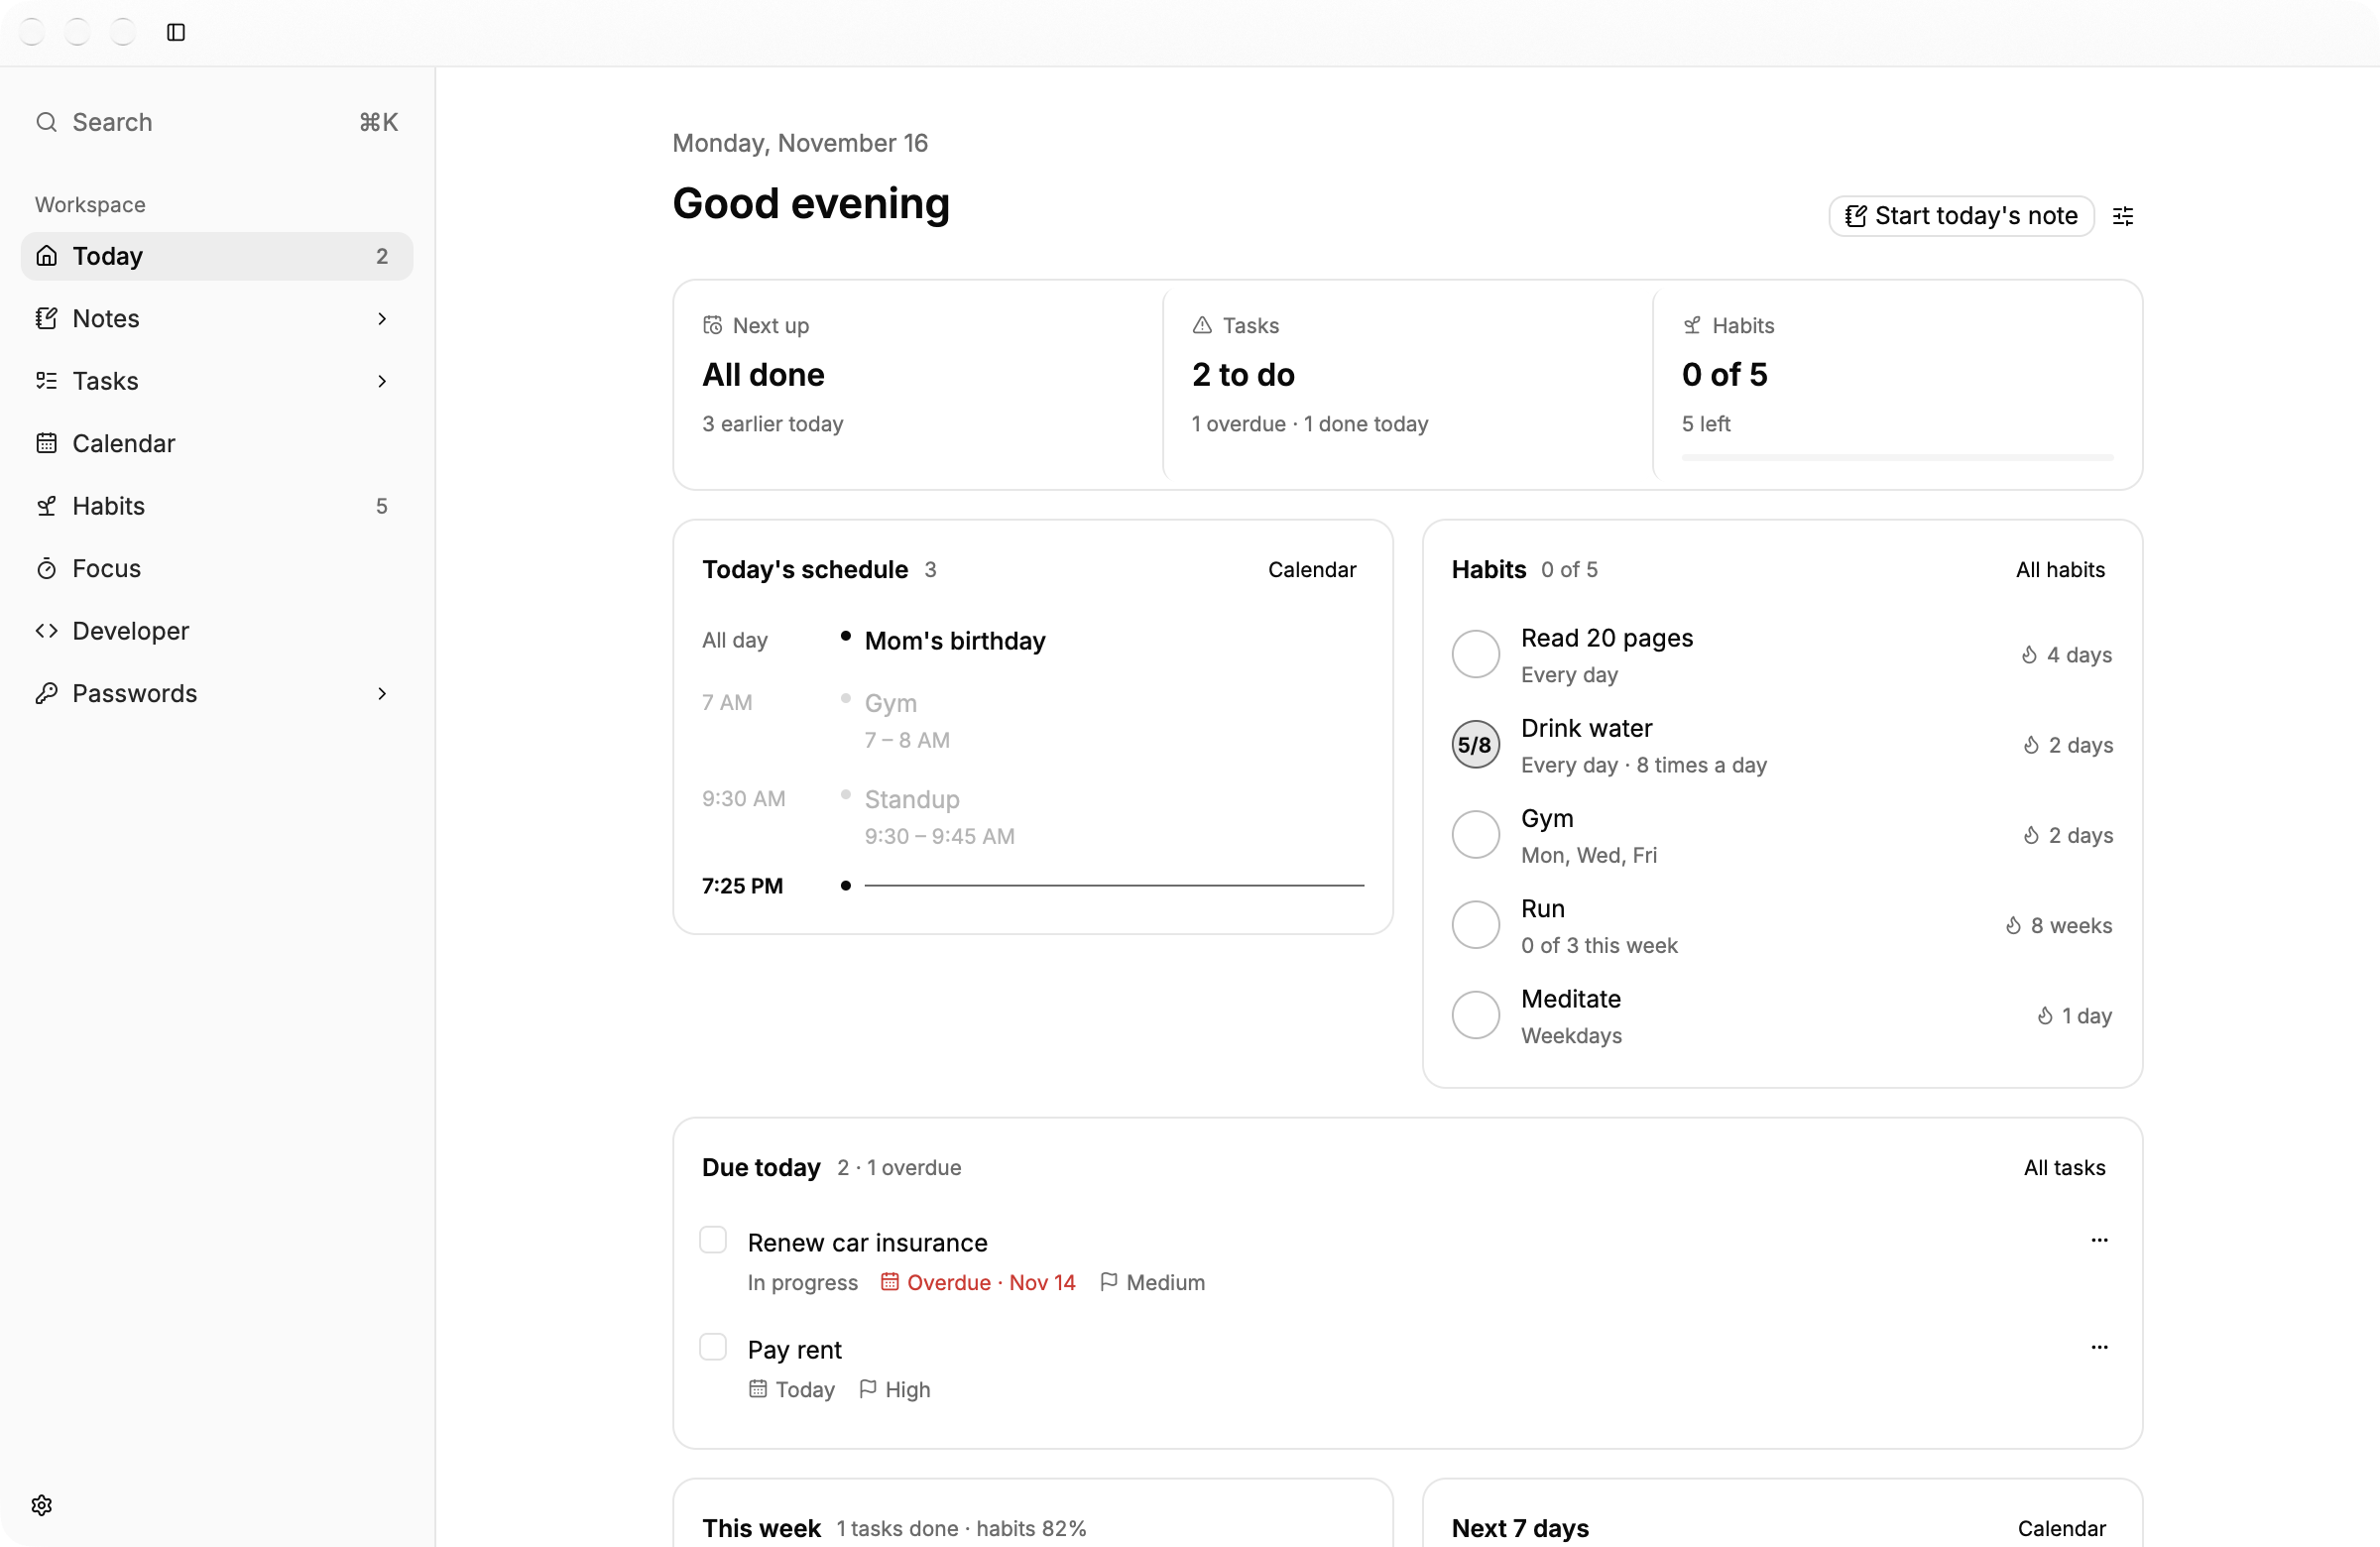 Search ⌘K
Workspace
Today 2
Notes
Tasks
Calendar
Habits 5
Focus
Developer
Passwords
Monday, November 16
Good evening
Start today's note
Next up
All done
3 earlier today
Tasks
2 to do
1 overdue · 1 done today
Habits
0 of 5
5 left
Today's schedule 3 Calendar
All day Mom's birthday
7 AM Gym
7 – 8 AM
9:30 AM Standup
9:30 – 9:45 AM
7:25 PM
Habits 0 of 5 All habits
Read 20 pages
Every day
4 days
5/8 Drink water
Every day · 8 times a day
2 days
Gym
Mon, Wed, Fri
2 days
Run
0 of 3 this week
8 weeks
Meditate
Weekdays
1 day
Due today 2 · 1 overdue All tasks
Renew car insurance
In progress Overdue · Nov 14 Medium
Pay rent
Today High
This week 1 tasks done · habits 82%
Next 7 days Calendar